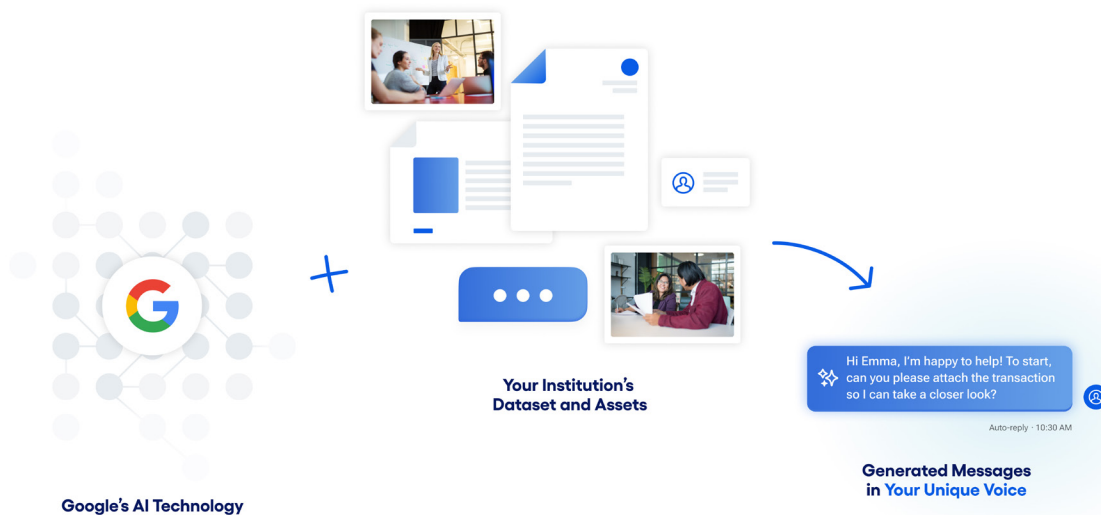 Google's AI Technology
Your Institution's
Dataset and Assets
Hi Emma, I'm happy to help! To start,
can you please attach the transaction
so I can take a closer look?
Auto-reply · 10:30 AM
Generated Messages
in Your Unique Voice